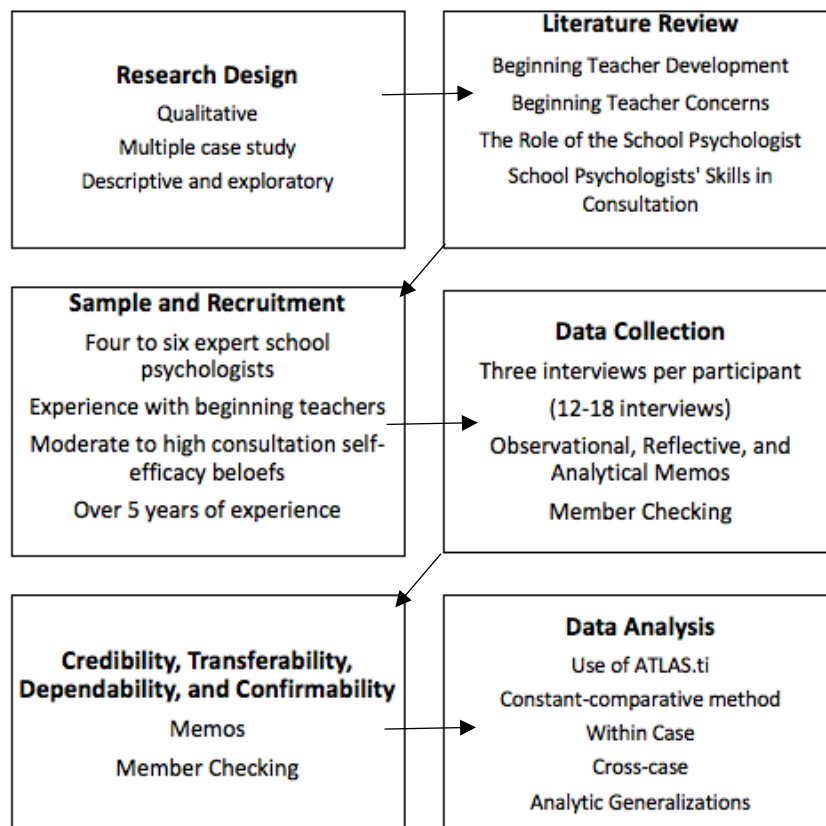 Research Design
Qualitative
Multiple case study
Descriptive and exploratory
Literature Review
Beginning Teacher Development
Beginning Teacher Concerns
The Role of the School Psychologist
School Psychologists' Skills in
Consultation
Sample and Recruitment
Four to six expert school
psychologists
Experience with beginning teachers
Moderate to high consultation self-
efficacy beloefs
Over 5 years of experience
Data Collection
Three interviews per participant
(12-18 interviews)
Observational, Reflective, and
Analytical Memos
Member Checking
Credibility, Transferability,
Dependability, and Confirmability
Memos
Member Checking
Data Analysis
Use of ATLAS.ti
Constant-comparative method
Within Case
Cross-case
Analytic Generalizations